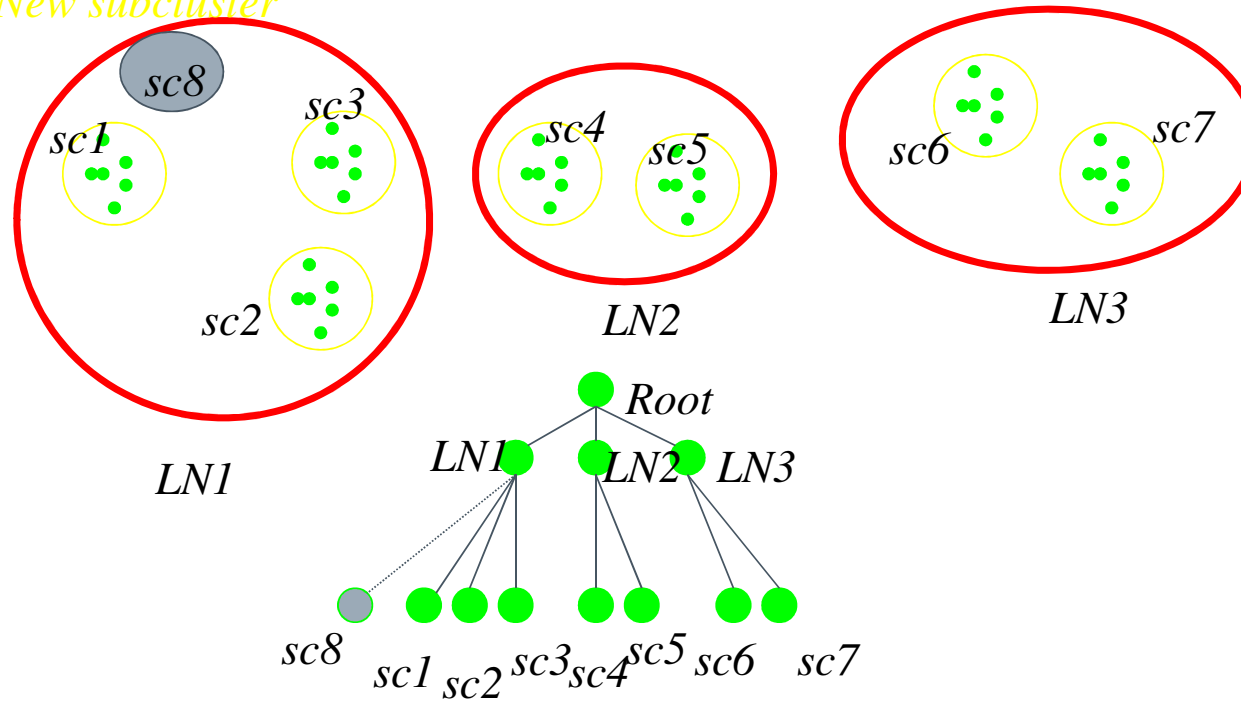 New subcluster
sc8
sc3
sc1
sc2
LN1
sc4
sc5
LN2
sc6
sc7
LN3
Root
LN1
LN2
LN3
sc8
sc1
sc2
sc3
sc4
sc5
sc6
sc7